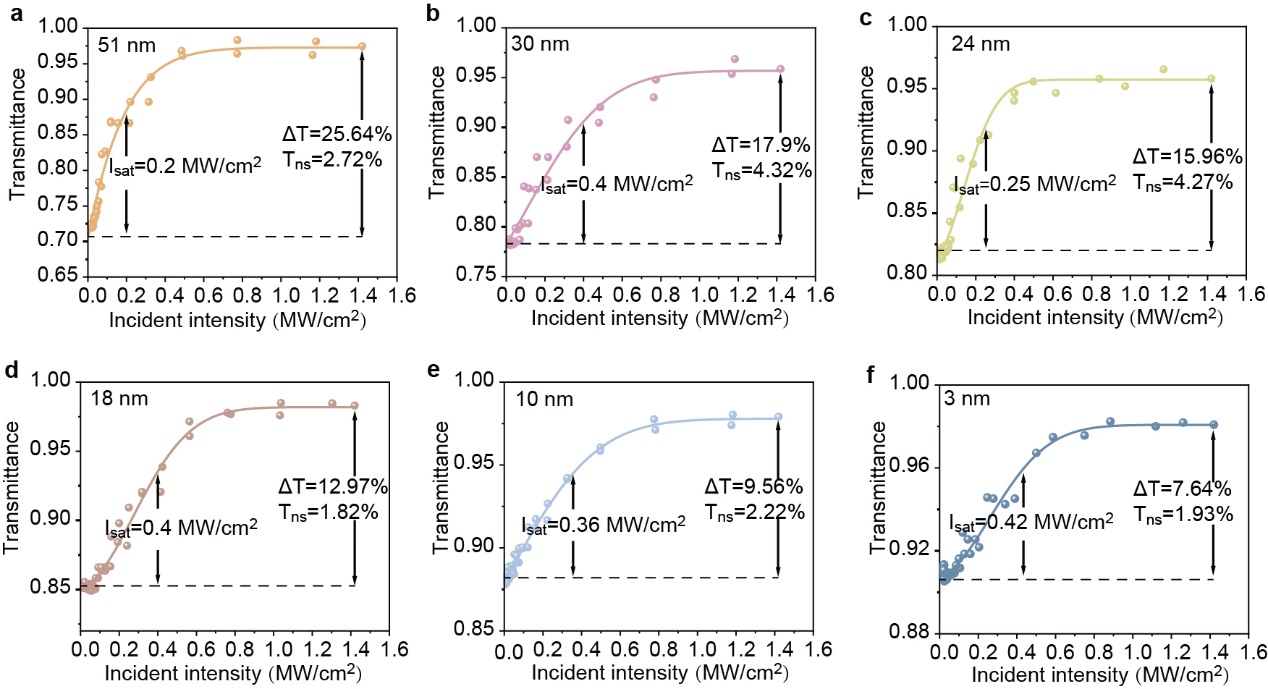 a
51 nm
1.00
0.95
0.90
0.85
0.80
0.75
0.70
0.65
Transmittance
ΔT=25.64%
Tns=2.72%
Isat=0.2 MW/cm2
0.0 0.2 0.4 0.6 0.8 1.0 1.2 1.4 1.6
Incident intensity (MW/cm2)
b
30 nm
1.00
0.95
0.90
0.85
0.80
0.75
Transmittance
ΔT=17.9%
Tns=4.32%
Isat=0.4 MW/cm2
0.0 0.2 0.4 0.6 0.8 1.0 1.2 1.4 1.6
Incident intensity (MW/cm2)
c
24 nm
1.00
0.95
0.90
0.85
0.80
Transmittance
ΔT=15.96%
Tns=4.27%
Isat=0.25 MW/cm2
0.0 0.2 0.4 0.6 0.8 1.0 1.2 1.4 1.6
Incident intensity (MW/cm2)
d
18 nm
1.00
0.95
0.90
0.85
Transmittance
ΔT=12.97%
Tns=1.82%
Isat=0.4 MW/cm2
0.0 0.2 0.4 0.6 0.8 1.0 1.2 1.4 1.6
Incident intensity (MW/cm2)
e
10 nm
1.00
0.95
0.90
0.85
Transmittance
ΔT=9.56%
Tns=2.22%
Isat=0.36 MW/cm2
0.0 0.2 0.4 0.6 0.8 1.0 1.2 1.4 1.6
Incident intensity (MW/cm2)
f
3 nm
1.00
0.96
0.92
0.88
Transmittance
ΔT=7.64%
Tns=1.93%
Isat=0.42 MW/cm2
0.0 0.2 0.4 0.6 0.8 1.0 1.2 1.4 1.6
Incident intensity (MW/cm2)